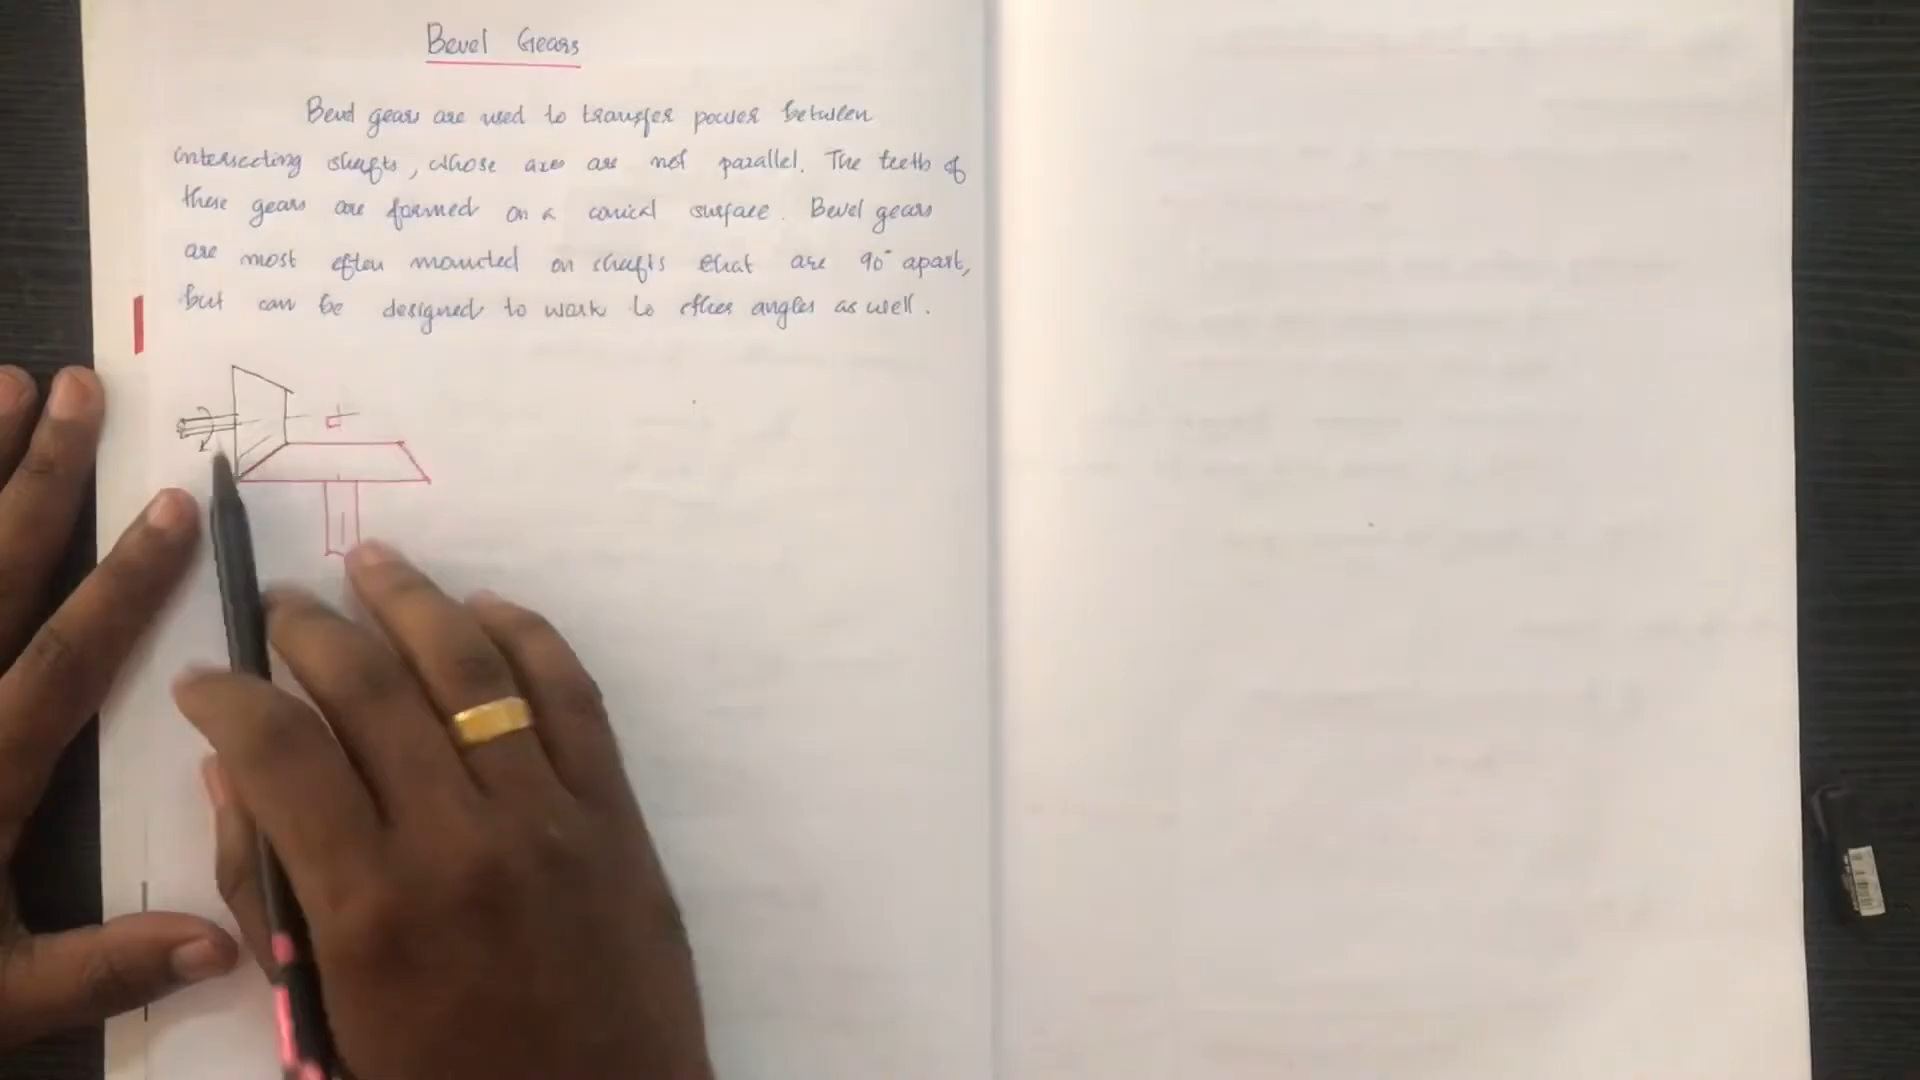 Bevel Gears
Bevel gears are used to transfer power between
intersecting shafts, whose axes are not parallel. The teeth of
these gears are formed on a conical surface. Bevel gears
are most often mounted on shafts that are 90° apart,
but can be designed to work to other angles as well.